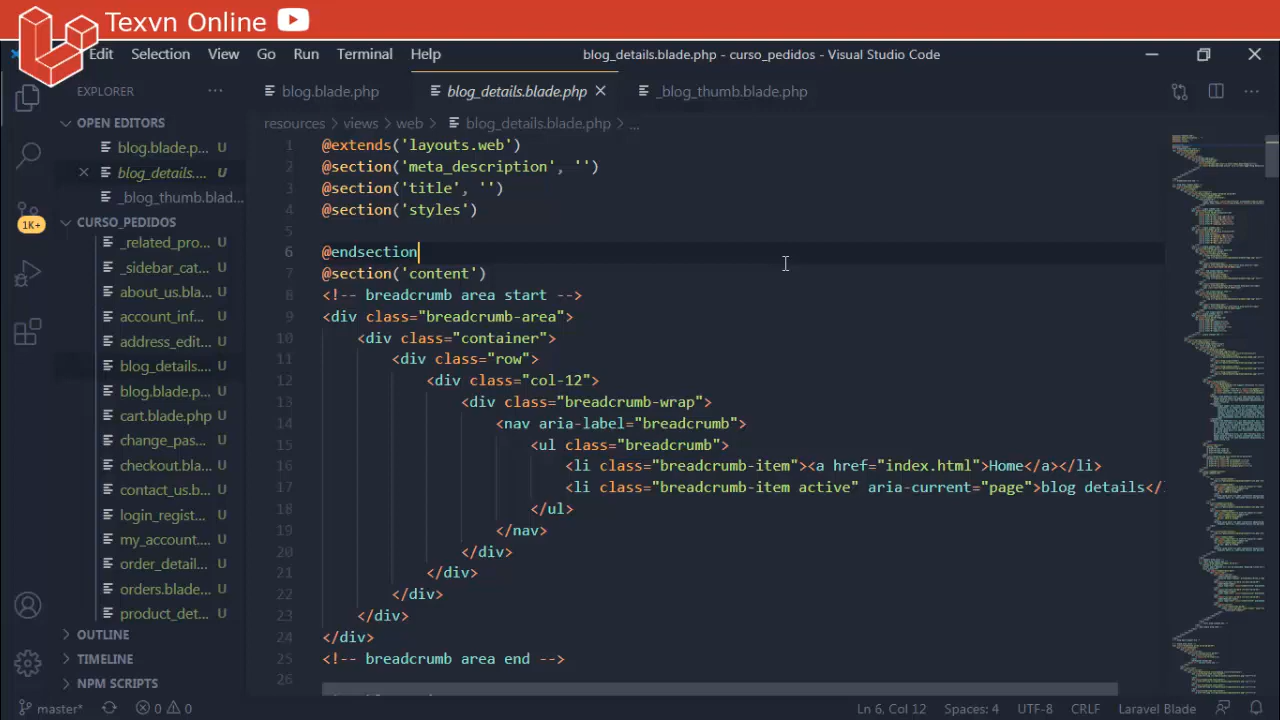 Texvn Online
Edit Selection View Go Run Terminal Help
blog_details.blade.php - curso_pedidos - Visual Studio Code
EXPLORER
blog.blade.php
blog_details.blade.php
_blog_thumb.blade.php
OPEN EDITORS
blog.blade.p... U
blog_details.... U
_blog_thumb.blad...
1K+
CURSO_PEDIDOS
_related_pro... U
_sidebar_cat... U
about_us.bla... U
account_inf... U
address_edit... U
blog_details.... U
blog.blade.p... U
cart.blade.php U
change_pas... U
checkout.bla... U
contact_us.b... U
login_regist... U
my_account.... U
order_detail... U
orders.blade... U
product_det... U
OUTLINE
TIMELINE
NPM SCRIPTS
resources > views > web > blog_details.blade.php > ...
1 @extends('layouts.web')
2 @section('meta_description', '')
3 @section('title', '')
4 @section('styles')
5
6 @endsection
7 @section('content')
8 <!-- breadcrumb area start -->
9 <div class="breadcrumb-area">
10 <div class="container">
11 <div class="row">
12 <div class="col-12">
13 <div class="breadcrumb-wrap">
14 <nav aria-label="breadcrumb">
15 <ul class="breadcrumb">
16 <li class="breadcrumb-item"><a href="index.html">Home</a></li>
17 <li class="breadcrumb-item active" aria-current="page">blog details</
18 </ul>
19 </nav>
20 </div>
21 </div>
22 </div>
23 </div>
24 </div>
25 <!-- breadcrumb area end -->
26
master* 0 0 Ln 6, Col 12 Spaces: 4 UTF-8 CRLF Laravel Blade